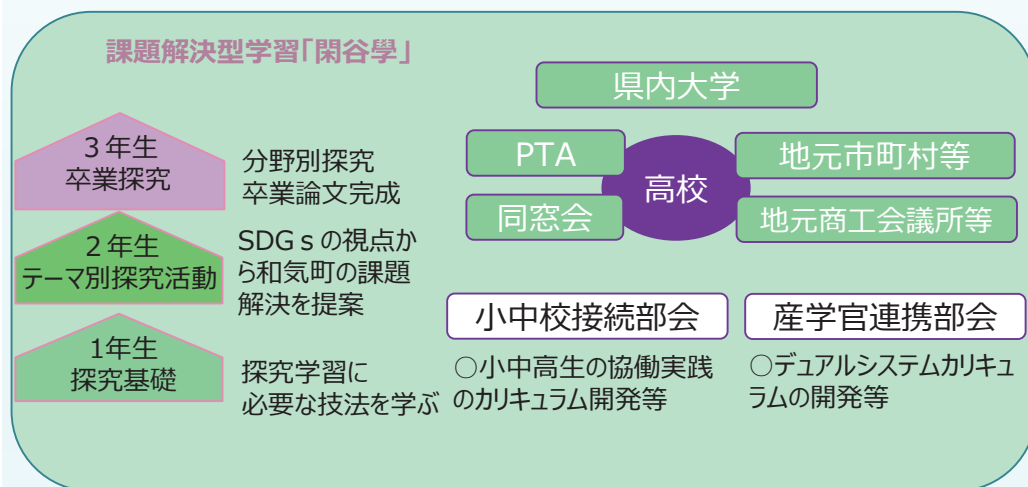 課題解決型学習「閑谷學」
3年生
卒業探究
分野別探究
卒業論文完成
2年生
テーマ別探究活動
SDGsの視点か
ら和気町の課題
解決を提案
1年生
探究基礎
探究学習に
必要な技法を学ぶ
県内大学
PTA
高校
地元市町村等
同窓会
地元商工会議所等
小中校接続部会
○小中高生の協働実践
のカリキュラム開発等
産学官連携部会
○デュアルシステムカリキュ
ラムの開発等